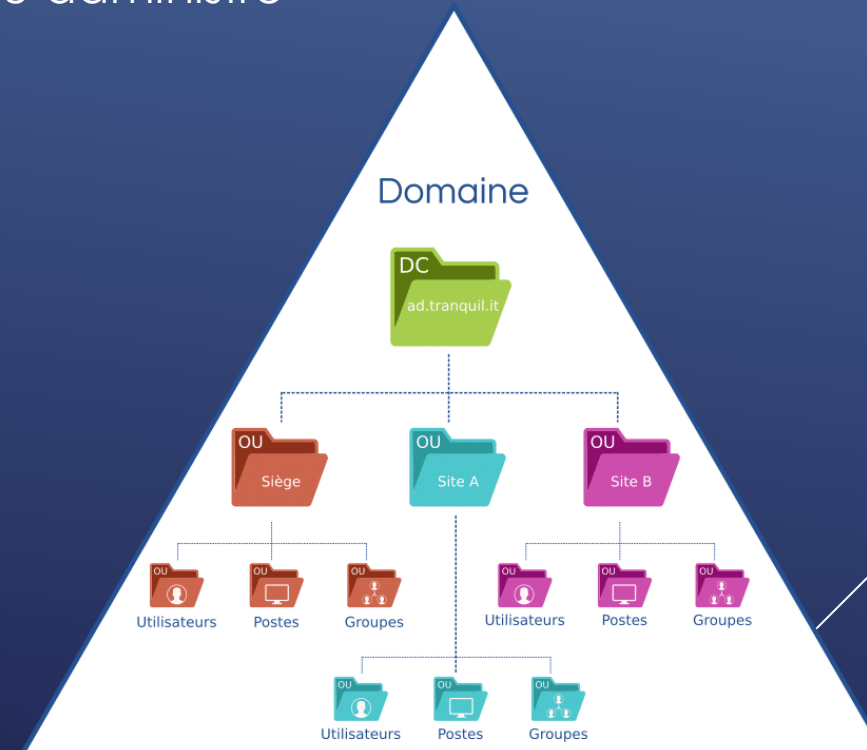 Domaine
DC
ad.tranquil.it
OU
OU
OU
Siège
Site A
Site B
OU
OU
OU
OU
OU
OU
Utilisateurs
Postes
Groupes
Utilisateurs
Postes
Groupes
OU
OU
OU
Utilisateurs
Postes
Groupes